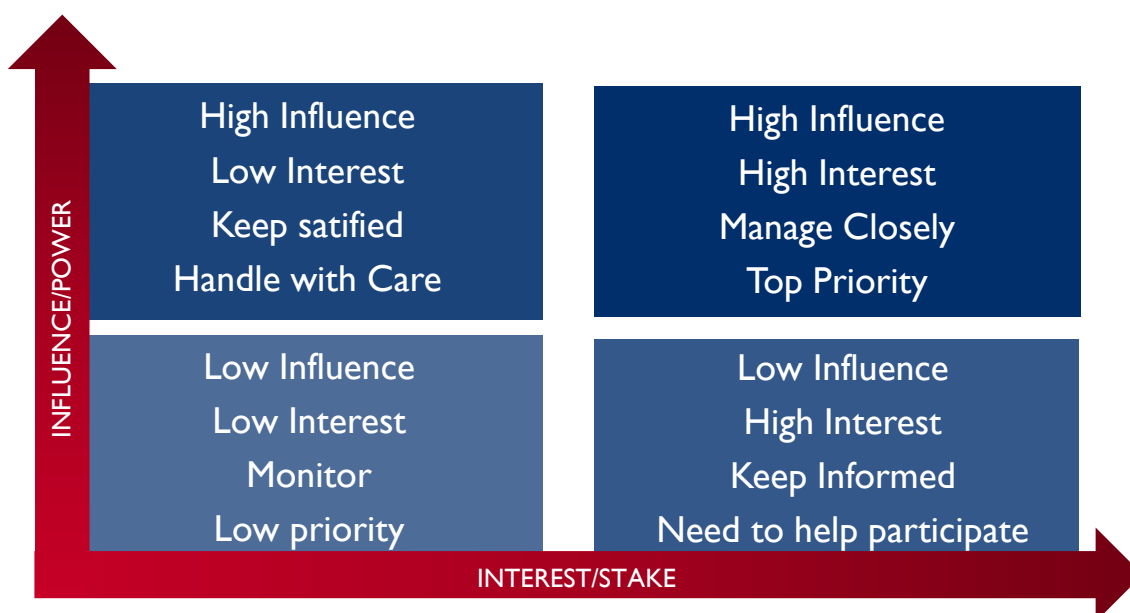 INFLUENCE/POWER
High Influence
Low Interest
Keep satified
Handle with Care
High Influence
High Interest
Manage Closely
Top Priority
Low Influence
Low Interest
Monitor
Low priority
Low Influence
High Interest
Keep Informed
Need to help participate
INTEREST/STAKE